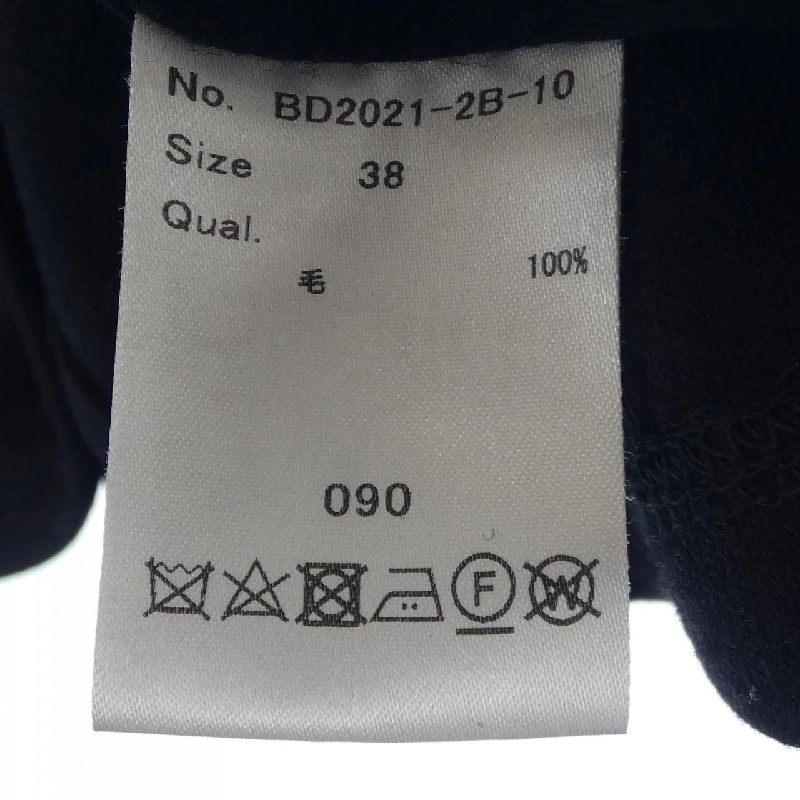 No. BD2021-2B-10
Size 38
Qual.
毛 100%
090
F W